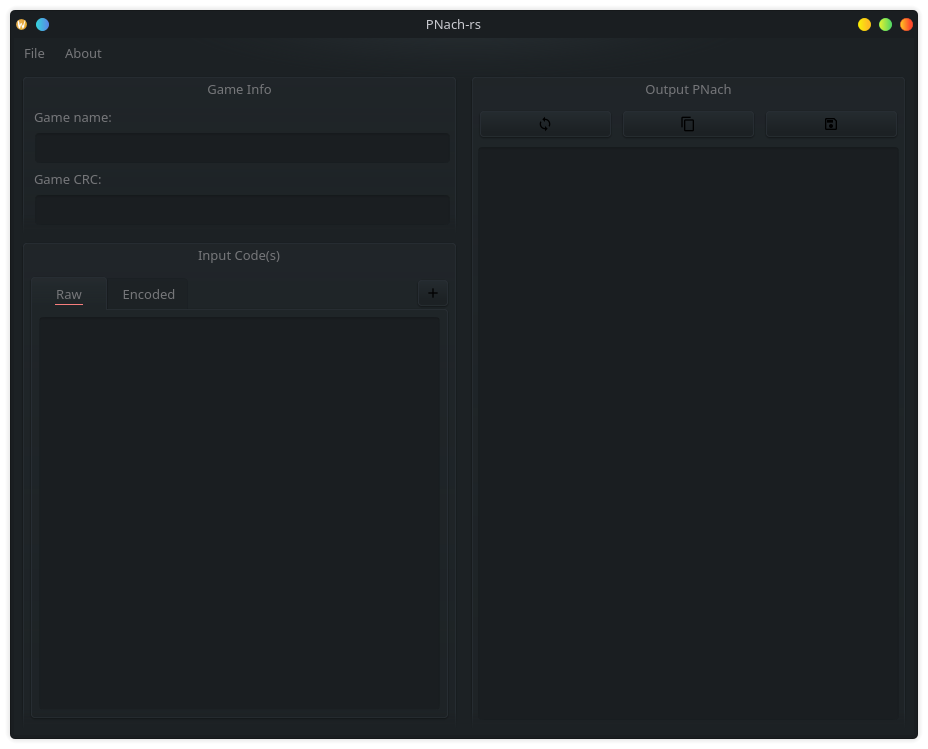 PNach-rs
File About
Game Info
Game name:
Game CRC:
Input Code(s)
Raw Encoded +
Output PNach